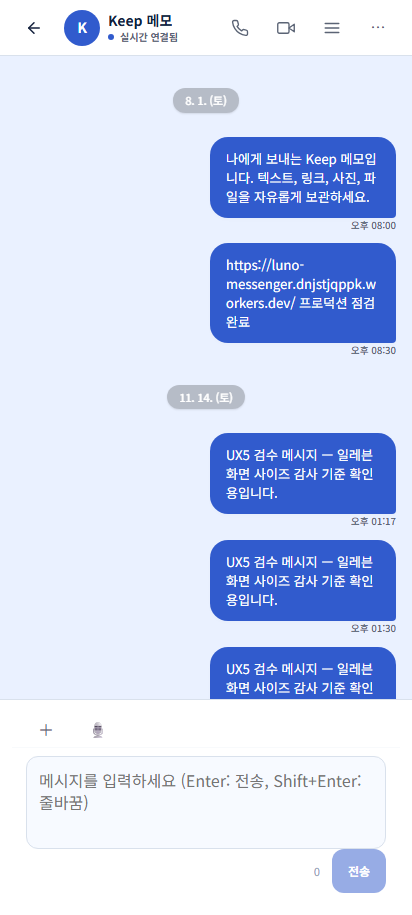 K
Keep 메모
실시간 연결됨
8. 1. (토)
나에게 보내는 Keep 메모입
니다. 텍스트, 링크, 사진, 파
일을 자유롭게 보관하세요.
오후 08:00
https://luno-
messenger.dnjstjqppk.w
orkers.dev/ 프로덕션 점검
완료
오후 08:30
11. 14. (토)
UX5 검수 메시지 — 일레븐
화면 사이즈 감사 기준 확인
용입니다.
오후 01:17
UX5 검수 메시지 — 일레븐
화면 사이즈 감사 기준 확인
용입니다.
오후 01:30
UX5 검수 메시지 — 일레븐
화면 사이즈 감사 기준 확인
메시지를 입력하세요 (Enter: 전송, Shift+Enter:
줄바꿈)
0
전송